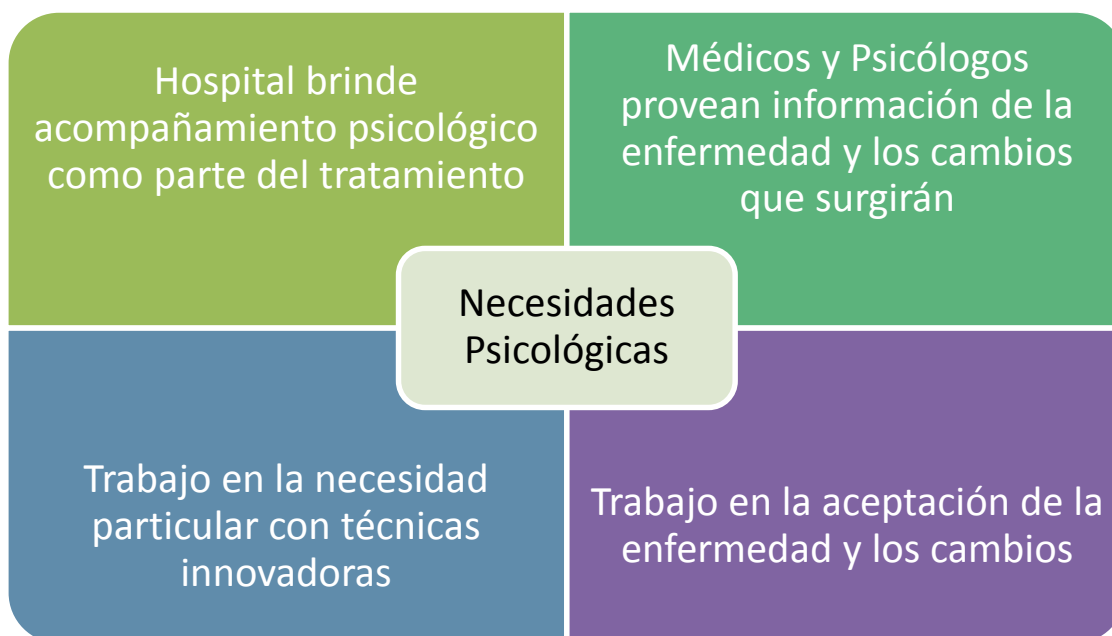 Hospital brinde
acompañamiento psicológico
como parte del tratamiento
Médicos y Psicólogos
provean información de la
enfermedad y los cambios
que surgirán
Necesidades
Psicológicas
Trabajo en la necesidad
particular con técnicas
innovadoras
Trabajo en la aceptación de la
enfermedad y los cambios